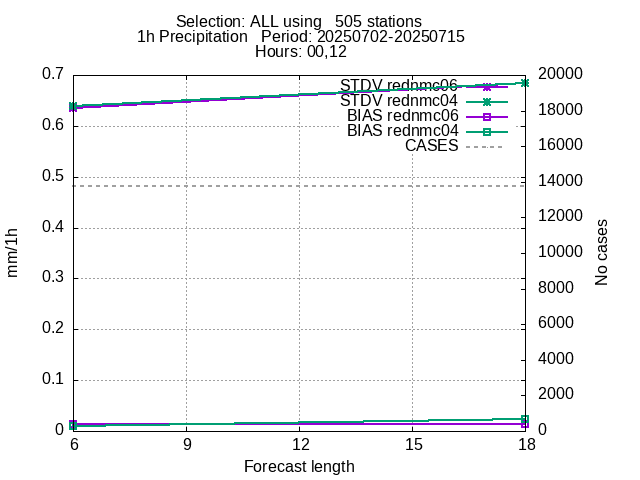 Selection: ALL using   505 stations
1h Precipitation   Period: 20250702-20250715
Hours: 00,12
0.7
0.6
0.5
0.4
0.3
0.2
0.1
0
mm/1h
STDV rednmc06
STDV rednmc04
BIAS rednmc06
BIAS rednmc04
CASES
20000
18000
16000
14000
12000
10000
8000
6000
4000
2000
0
No cases
6 9 12 15 18
Forecast length